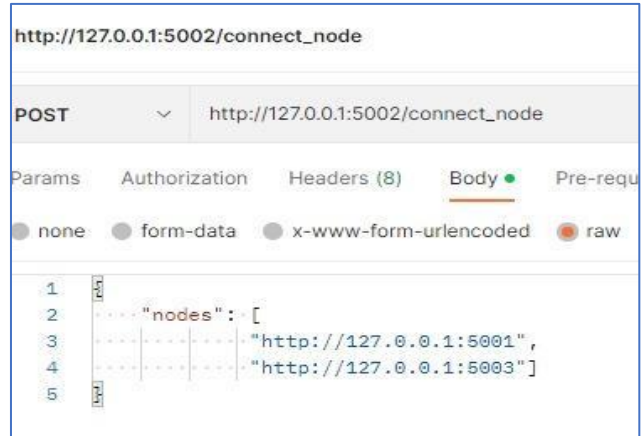 http://127.0.0.1:5002/connect_node
POST http://127.0.0.1:5002/connect_node
Params Authorization Headers (8) Body Pre-requ
none form-data x-www-form-urlencoded raw
1 {
2 "nodes": [
3 "http://127.0.0.1:5001",
4 "http://127.0.0.1:5003"]
5 }